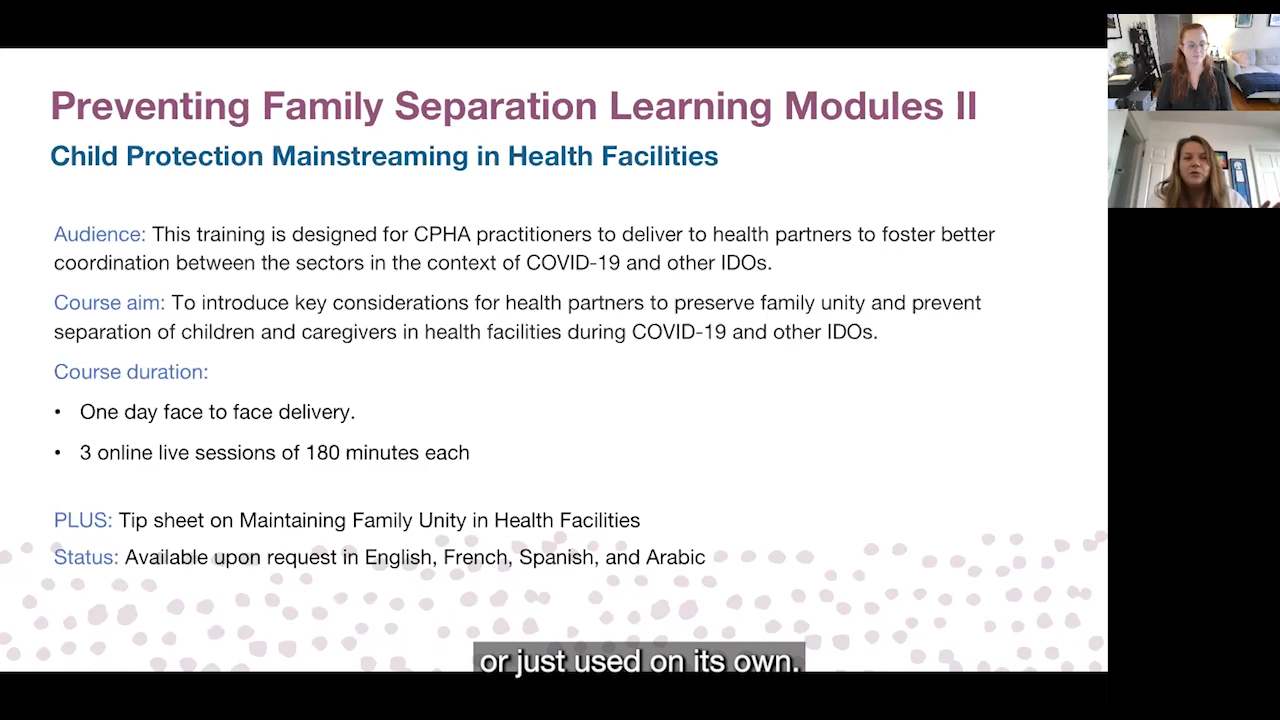 Preventing Family Separation Learning Modules II
Child Protection Mainstreaming in Health Facilities
Audience: This training is designed for CPHA practitioners to deliver to health partners to foster better
coordination between the sectors in the context of COVID-19 and other IDOs.
Course aim: To introduce key considerations for health partners to preserve family unity and prevent
separation of children and caregivers in health facilities during COVID-19 and other IDOs.
Course duration:
• One day face to face delivery.
• 3 online live sessions of 180 minutes each
PLUS: Tip sheet on Maintaining Family Unity in Health Facilities
Status: Available upon request in English, French, Spanish, and Arabic
or just used on its own.